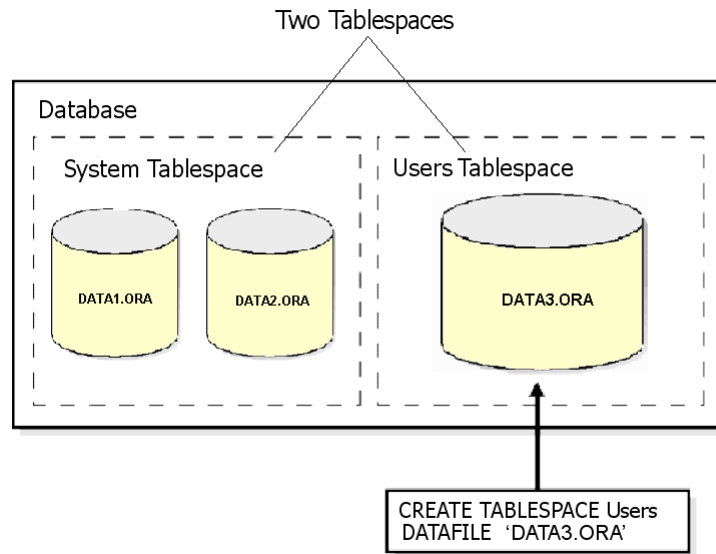 Two Tablespaces
Database
System Tablespace
Users Tablespace
DATA1.ORA
DATA2.ORA
DATA3.ORA
CREATE TABLESPACE Users
DATAFILE ‘DATA3.ORA’